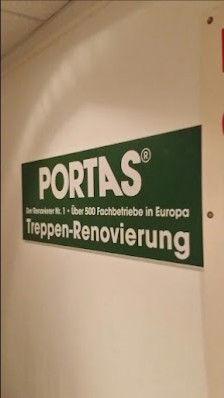 PORTAS®
Der Renovierer Nr. 1 • Über 500 Fachbetriebe in Europa
Treppen-Renovierung